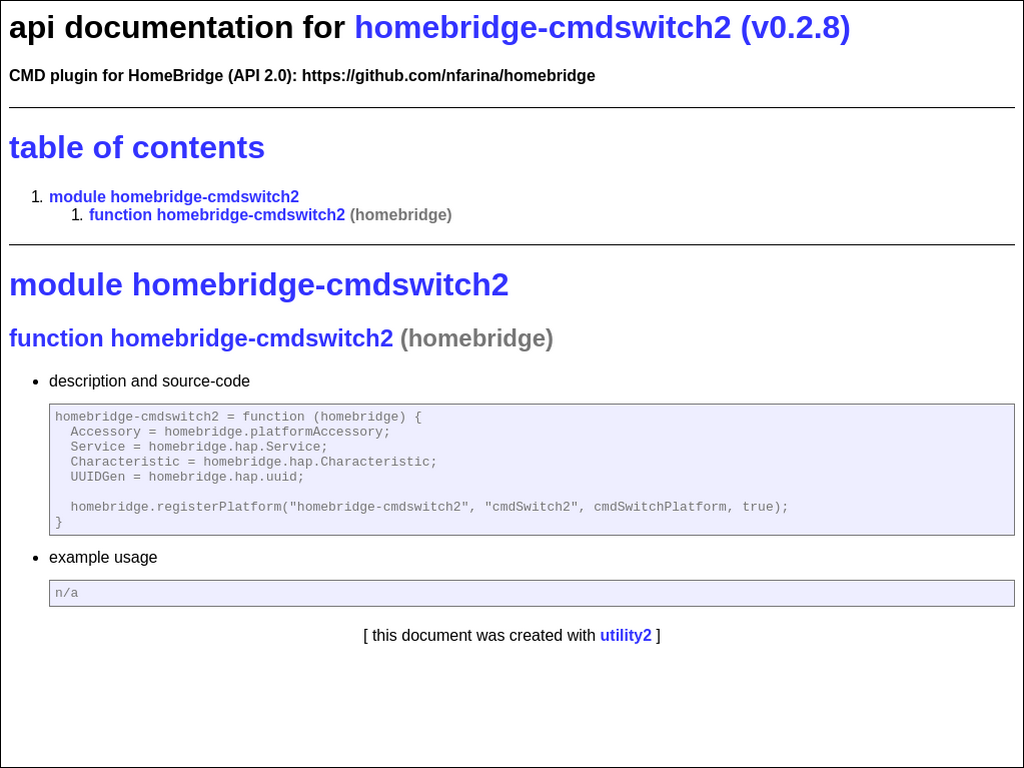 api documentation for homebridge-cmdswitch2 (v0.2.8)
CMD plugin for HomeBridge (API 2.0): https://github.com/nfarina/homebridge
table of contents
1. module homebridge-cmdswitch2
1. function homebridge-cmdswitch2 (homebridge)
module homebridge-cmdswitch2
function homebridge-cmdswitch2 (homebridge)
• description and source-code
homebridge-cmdswitch2 = function (homebridge) {
  Accessory = homebridge.platformAccessory;
  Service = homebridge.hap.Service;
  Characteristic = homebridge.hap.Characteristic;
  UUIDGen = homebridge.hap.uuid;
  homebridge.registerPlatform("homebridge-cmdswitch2", "cmdSwitch2", cmdSwitchPlatform, true);
}
• example usage
n/a
[ this document was created with utility2 ]